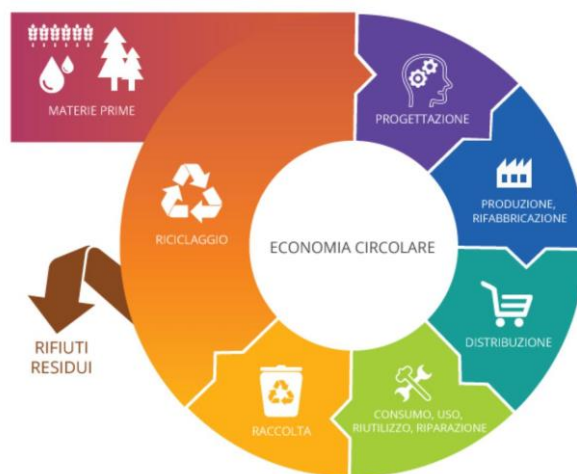 MATERIE PRIME
PROGETTAZIONE
PRODUZIONE,
RIFABBRICAZIONE
RICICLAGGIO
ECONOMIA CIRCOLARE
DISTRIBUZIONE
RIFIUTI
RESIDUI
CONSUMO, USO,
RIUTILIZZO, RIPARAZIONE
RACCOLTA